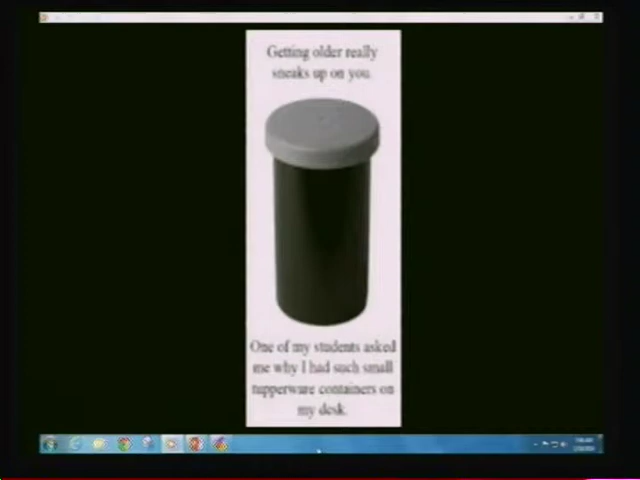 Getting older really
sneaks up on you.
One of my students asked
me why I had such small
tupperware containers on
my desk.